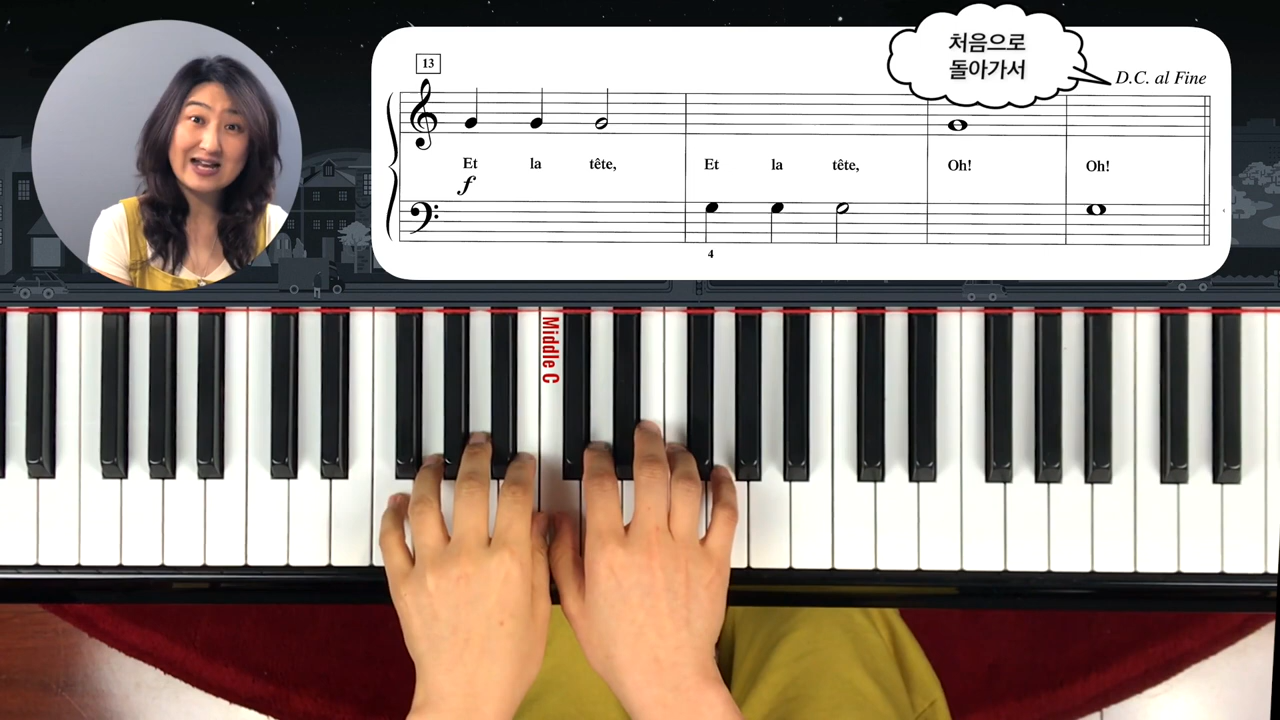 처음으로
돌아가서
13
D.C. al Fine
Et la tête, Et la tête, Oh! Oh!
f
4
Middle C